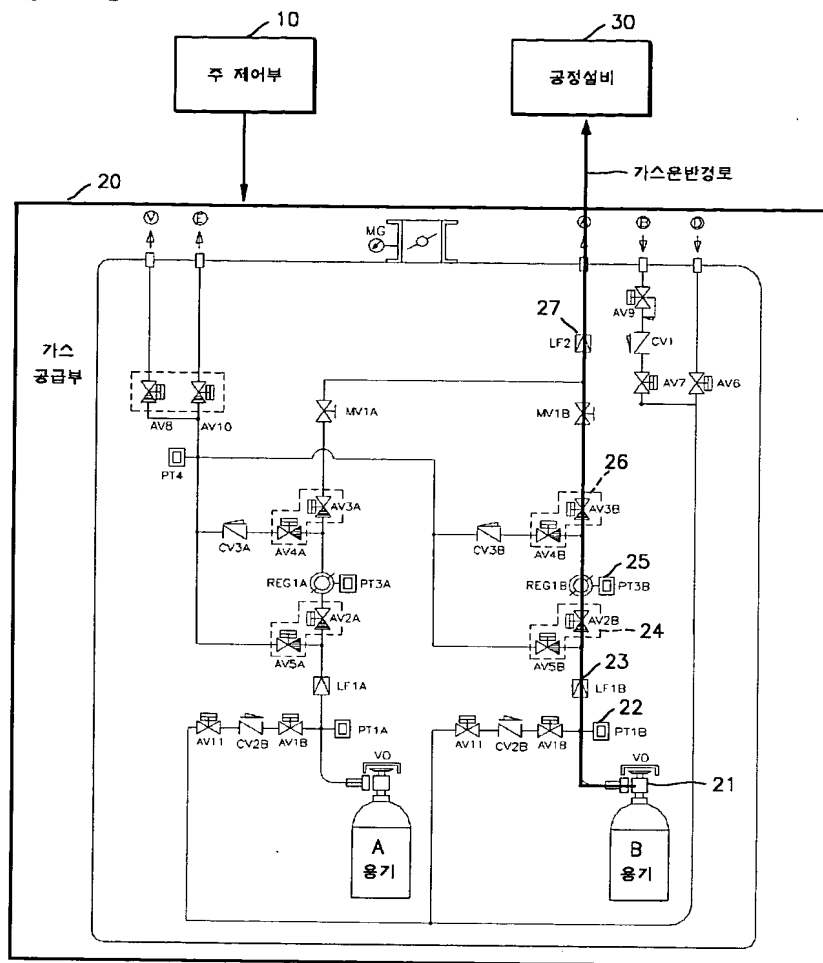 10
30
주 제어부
공정설비
가스운반경로
20
V
E
MG
A
B
D
27
AV9
LF2
CV1
가스
공급부
AV7
AV6
AV8
AV10
MV1A
MV1B
PT4
26
AV3A
AV3B
CV3A
AV4A
CV3B
AV4B
25
REG1A
PT3A
REG1B
PT3B
AV2A
AV2B
24
AV5A
AV5B
23
LF1A
LF1B
22
AV11
CV2B
AV1B
PT1A
AV11
CV2B
AV1B
PT1B
VO
VO
21
A
용기
B
용기